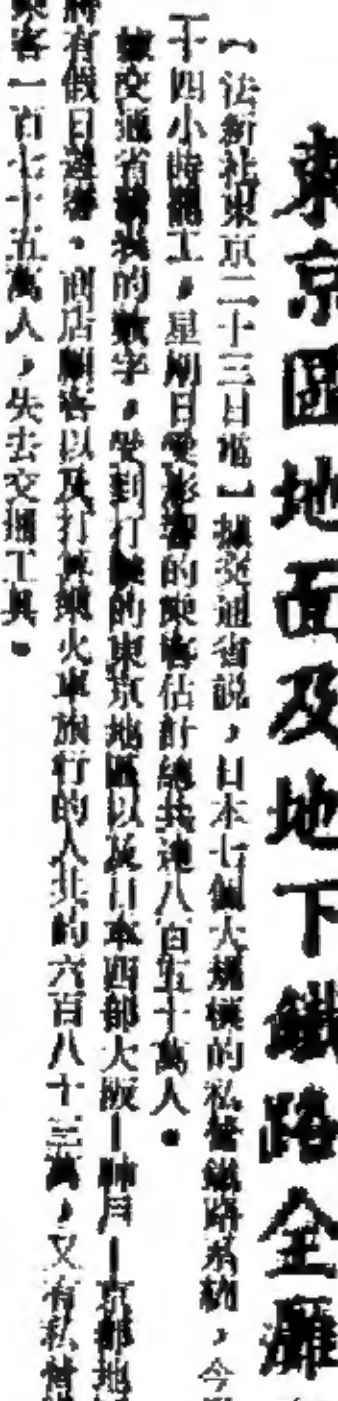 東京區地面及地下鐵路全癱
【法新社東京二十三日電】據交通省說，日本七個大規模的私營鐵路系統，今
十四小時罷工，星期日受影響的乘客估計總共達八百五十萬人。
據交通省發表的數字，受到打擊的東京地區以及日本西部大阪—神戶—京都地
將有假日遊客，商店顧客以及打算乘火車旅行的人共約六百八十三萬，又有私營
乘客一百七十五萬人，失去交通工具。